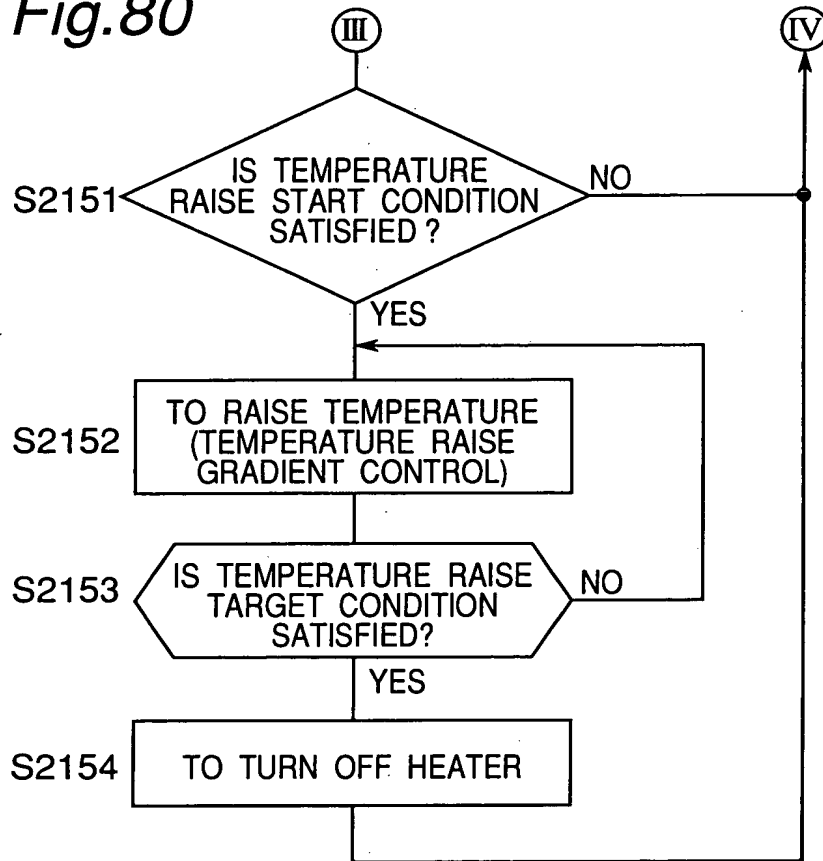 Fig.80
III
IV
S2151
IS TEMPERATURE
RAISE START CONDITION
SATISFIED ?
NO
YES
S2152
TO RAISE TEMPERATURE
(TEMPERATURE RAISE
GRADIENT CONTROL)
S2153
IS TEMPERATURE RAISE
TARGET CONDITION
SATISFIED?
NO
YES
S2154
TO TURN OFF HEATER